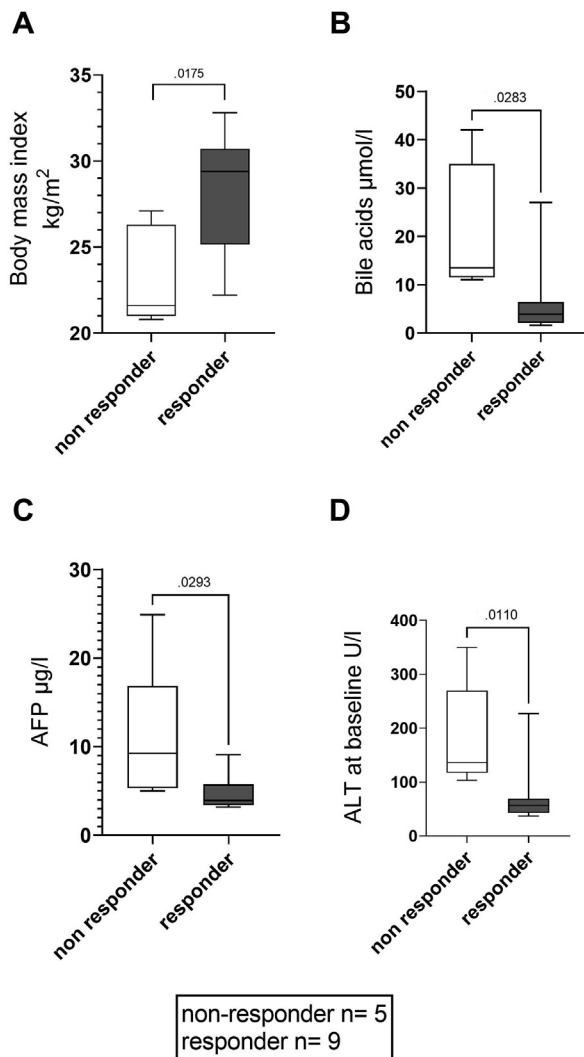 A
Body mass index
kg/m²
35
30
25
20
.0175
non responder
responder
B
Bile acids µmol/l
50
40
30
20
10
0
.0283
non responder
responder
C
AFP µg/l
30
20
10
0
.0293
non responder
responder
D
ALT at baseline U/l
400
300
200
100
0
.0110
non responder
responder
non-responder n= 5
responder n= 9